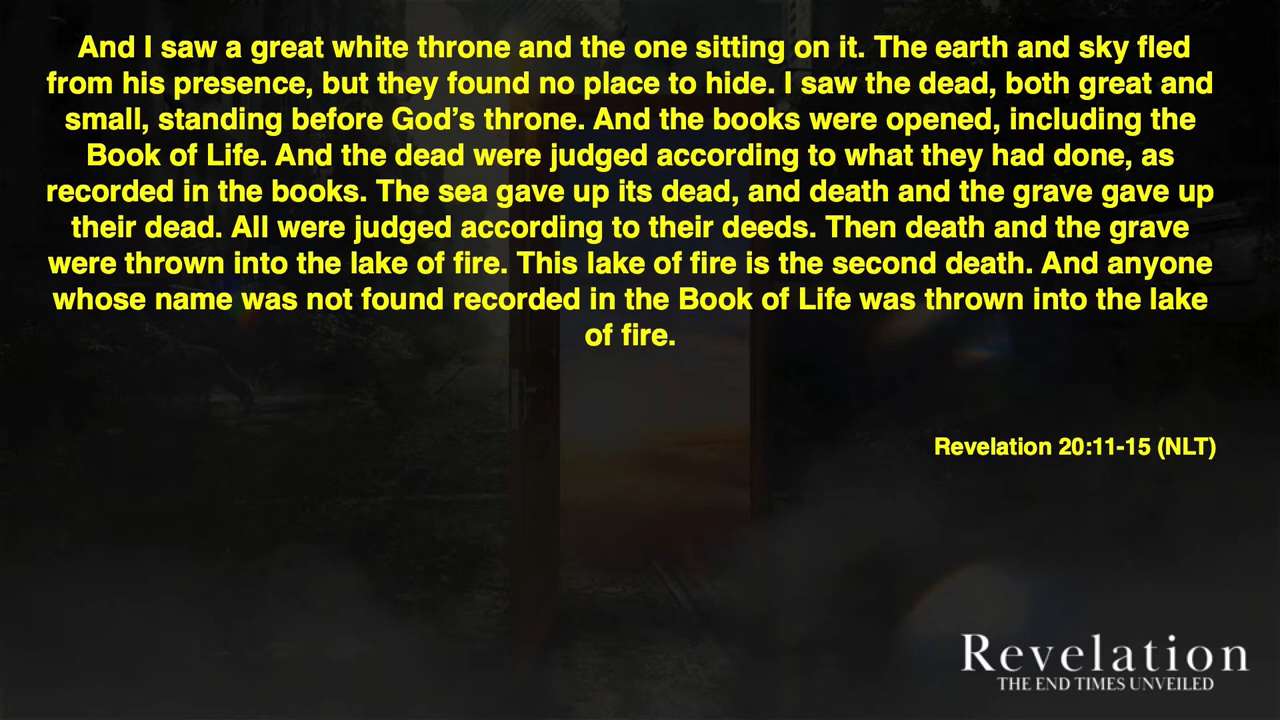 And I saw a great white throne and the one sitting on it. The earth and sky fled
from his presence, but they found no place to hide. I saw the dead, both great and
small, standing before God’s throne. And the books were opened, including the
Book of Life. And the dead were judged according to what they had done, as
recorded in the books. The sea gave up its dead, and death and the grave gave up
their dead. All were judged according to their deeds. Then death and the grave
were thrown into the lake of fire. This lake of fire is the second death. And anyone
whose name was not found recorded in the Book of Life was thrown into the lake
of fire.
Revelation 20:11-15 (NLT)
Revelation
THE END TIMES UNVEILED